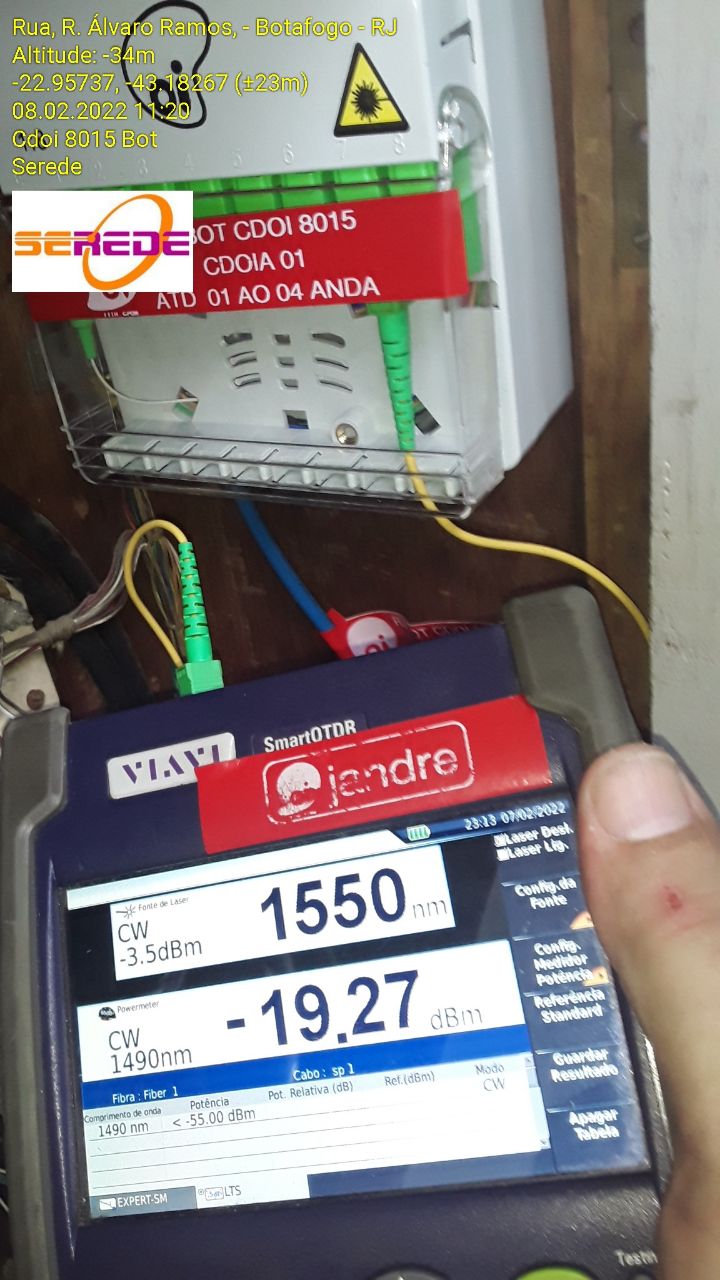 Rua, R. Álvaro Ramos, - Botafogo - RJ
Altitude: -34m
-22.95737, -43.18267 (±23m)
08.02.2022 11:20
Cdoi 8015 Bot
Serede
6 7 8
SEREDE
BOT CDOI 8015
CDOIA 01
ATD 01 AO 04 ANDA
oi
VIAVI
SmartOTDR
jandre
23:13 07/02/2022
Laser Desl.
Laser Lig.
Fonte de Laser
CW
-3.5dBm
1550 nm
Config.da
Fonte
Config.
Medidor
Potência
Powermeter
CW
1490nm
-19.27 dBm
Referência
Standard
Fibra : Fiber 1
Cabo : sp 1
Guardar
Resultado
Comprimento de onda
Potência
Pot. Relativa (dB)
Ref.(dBm)
Modo
1490 nm
< -55.00 dBm
CW
Apagar
Tabela
EXPERT-SM
LTS